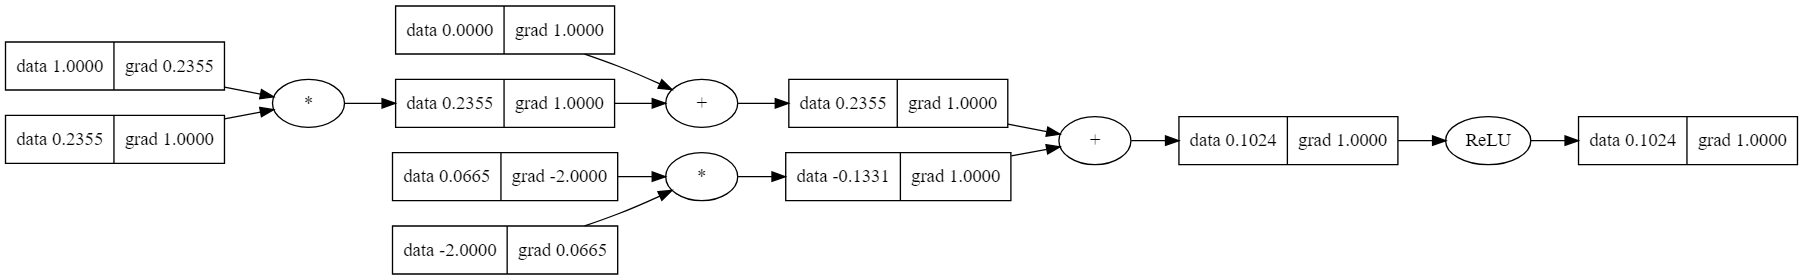 data 0.0000 grad 1.0000
data 1.0000 grad 0.2355
*
data 0.2355 grad 1.0000
data 0.2355 grad 1.0000
+
data 0.2355 grad 1.0000
data 0.0665 grad -2.0000
*
data -0.1331 grad 1.0000
data -2.0000 grad 0.0665
+
data 0.1024 grad 1.0000
ReLU
data 0.1024 grad 1.0000